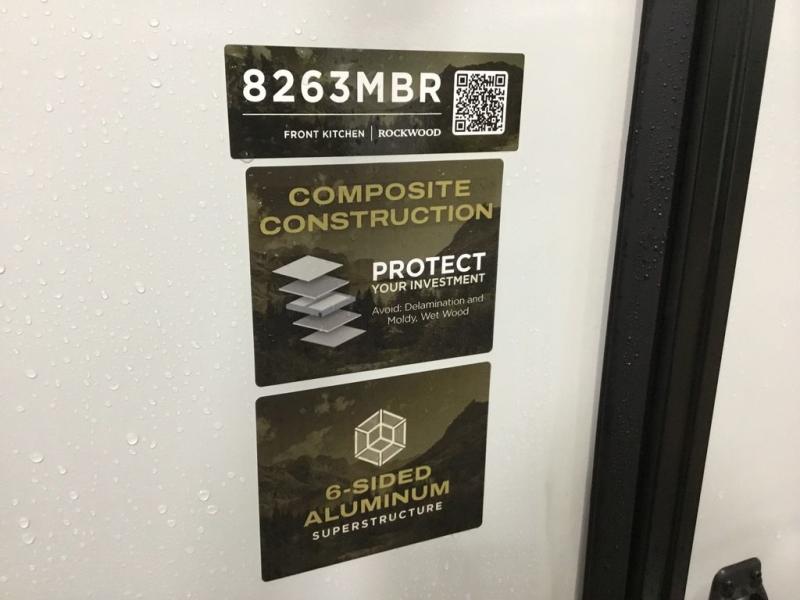 8263MBR
FRONT KITCHEN | ROCKWOOD
COMPOSITE
CONSTRUCTION
PROTECT
YOUR INVESTMENT
Avoid: Delamination and
Moldy, Wet Wood
6-SIDED
ALUMINUM
SUPERSTRUCTURE